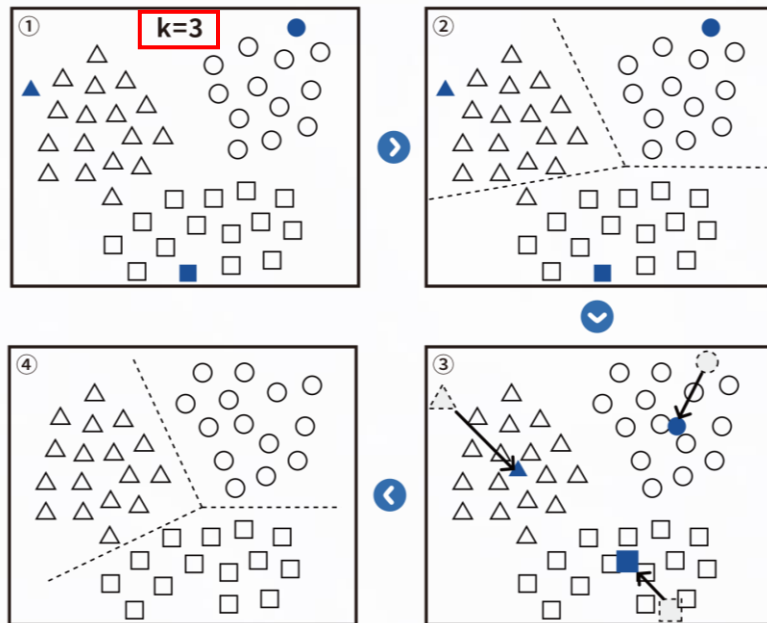 ①
k=3
②
④
③